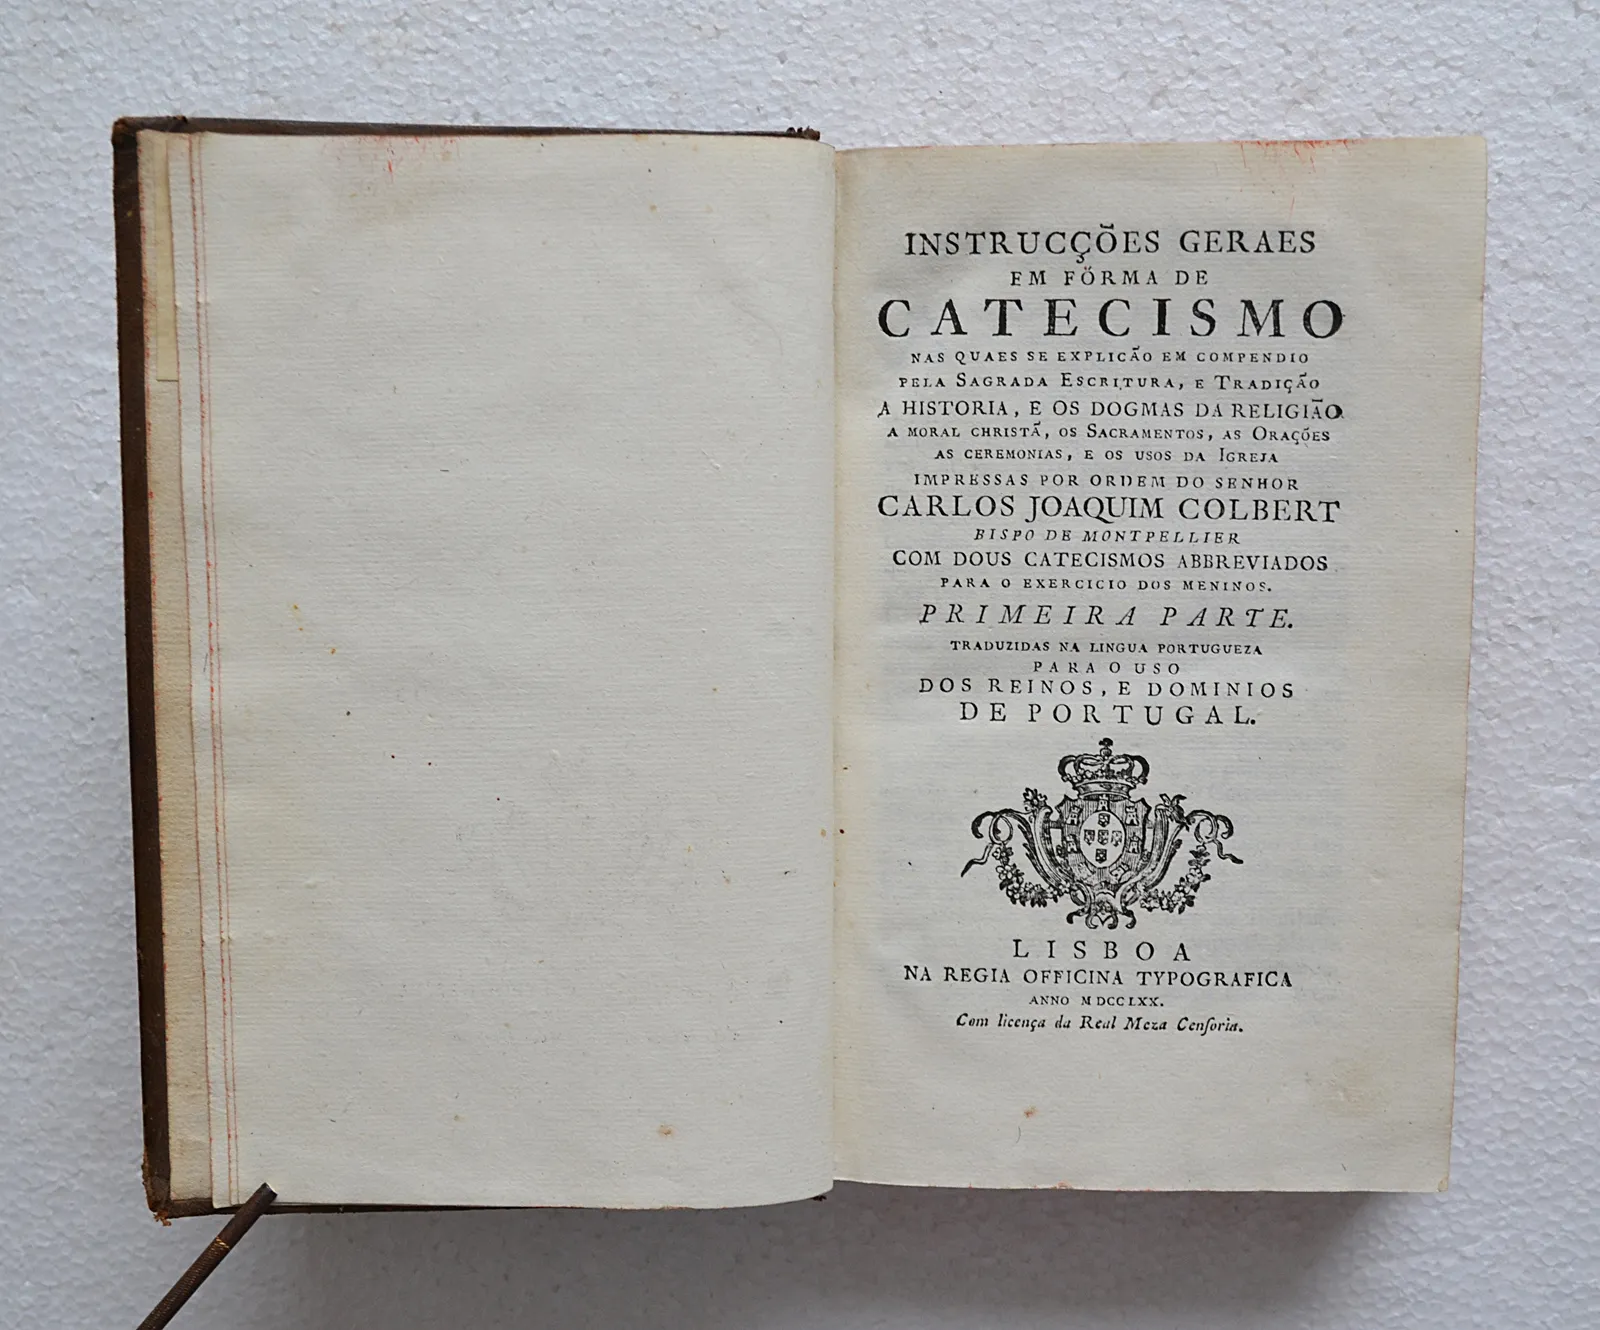 INSTRUCÇÕES GERAES
EM FÓRMA DE
CATECISMO
NAS QUAES SE EXPLICÃO EM COMPENDIO
PELA SAGRADA ESCRITURA, E TRADIÇÃO
A HISTORIA, E OS DOGMAS DA RELIGIÃO
A MORAL CHRISTÃ, OS SACRAMENTOS, AS ORAÇÕES
AS CEREMONIAS, E OS USOS DA IGREJA
IMPRESSAS POR ORDEM DO SENHOR
CARLOS JOAQUIM COLBERT
BISPO DE MONTPELLIER
COM DOUS CATECISMOS ABBREVIADOS
PARA O EXERCICIO DOS MENINOS.
PRIMEIRA PARTE.
TRADUZIDAS NA LINGUA PORTUGUEZA
PARA O USO
DOS REINOS, E DOMINIOS
DE PORTUGAL.
LISBOA
NA REGIA OFFICINA TYPOGRAFICA
ANNO MDCCLXX.
Com licença da Real Meza Cenſoria.